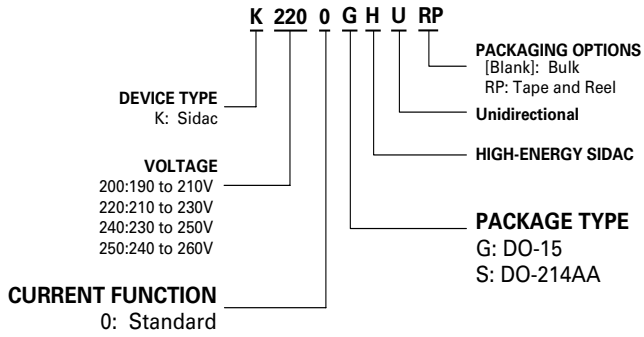 K 220 0 G H U RP
PACKAGING OPTIONS
[Blank]: Bulk
RP: Tape and Reel
DEVICE TYPE
K: Sidac
Unidirectional
VOLTAGE
200:190 to 210V
220:210 to 230V
240:230 to 250V
250:240 to 260V
HIGH-ENERGY SIDAC
PACKAGE TYPE
G: DO-15
S: DO-214AA
CURRENT FUNCTION
0: Standard